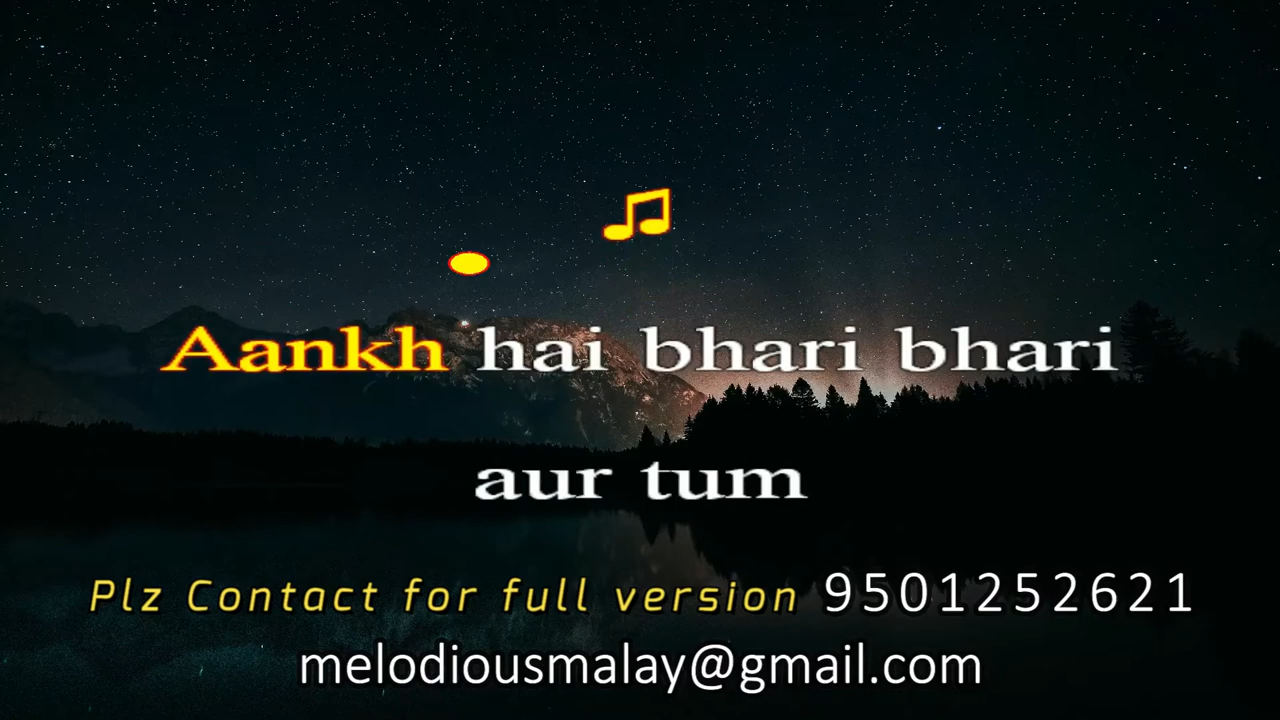 Aankh hai bhari bhari
aur tum
Plz Contact for full version 9501252621
melodiousmalay@gmail.com